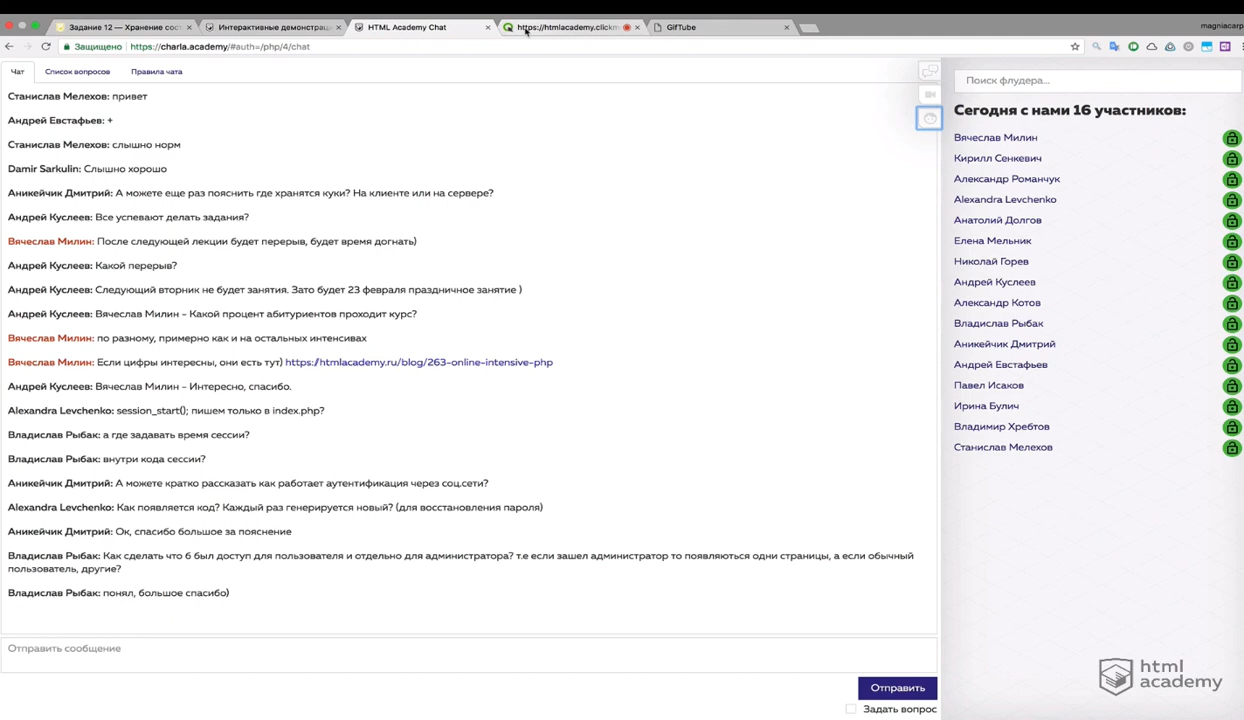 Задание 12 — Хранение сос
Интерактивные демонстрац
HTML Academy Chat
https://htmlacademy.clickm
GifTube
magniacarp
Защищено
https://charla.academy/#auth=/php/4/chat
Чат
Список вопросов
Правила чата
Станислав Мелехов: привет
Андрей Евстафьев: +
Станислав Мелехов: слышно норм
Damir Sarkulin: Слышно хорошо
Аникейчик Дмитрий: А можете еще раз пояснить где хранятся куки? На клиенте или на сервере?
Андрей Куслеев: Все успевают делать задания?
Вячеслав Милин: После следующей лекции будет перерыв, будет время догнать)
Андрей Куслеев: Какой перерыв?
Андрей Куслеев: Следующий вторник не будет занятия. Зато будет 23 февраля праздничное занятие )
Андрей Куслеев: Вячеслав Милин - Какой процент абитуриентов проходит курс?
Вячеслав Милин: по разному, примерно как и на остальных интенсивах
Вячеслав Милин: Если цифры интересны, они есть тут) https://htmlacademy.ru/blog/263-online-intensive-php
Андрей Куслеев: Вячеслав Милин - Интересно, спасибо.
Alexandra Levchenko: session_start(); пишем только в index.php?
Владислав Рыбак: а где задавать время сессии?
Владислав Рыбак: внутри кода сессии?
Аникейчик Дмитрий: А можете кратко рассказать как работает аутентификация через соц.сети?
Alexandra Levchenko: Как появляется код? Каждый раз генерируется новый? (для восстановления пароля)
Аникейчик Дмитрий: Ок, спасибо большое за пояснение
Владислав Рыбак: Как сделать что б был доступ для пользователя и отдельно для администратора? т.е если зашел администратор то появляються одни страницы, а если обычный
пользователь, другие?
Владислав Рыбак: понял, большое спасибо)
Отправить сообщение
Отправить
Задать вопрос
Поиск флудера...
Сегодня с нами 16 участников:
Вячеслав Милин
Кирилл Сенкевич
Александр Романчук
Alexandra Levchenko
Анатолий Долгов
Елена Мельник
Николай Горев
Андрей Куслеев
Александр Котов
Владислав Рыбак
Аникейчик Дмитрий
Андрей Евстафьев
Павел Исаков
Ирина Булич
Владимир Хребтов
Станислав Мелехов
html
academy